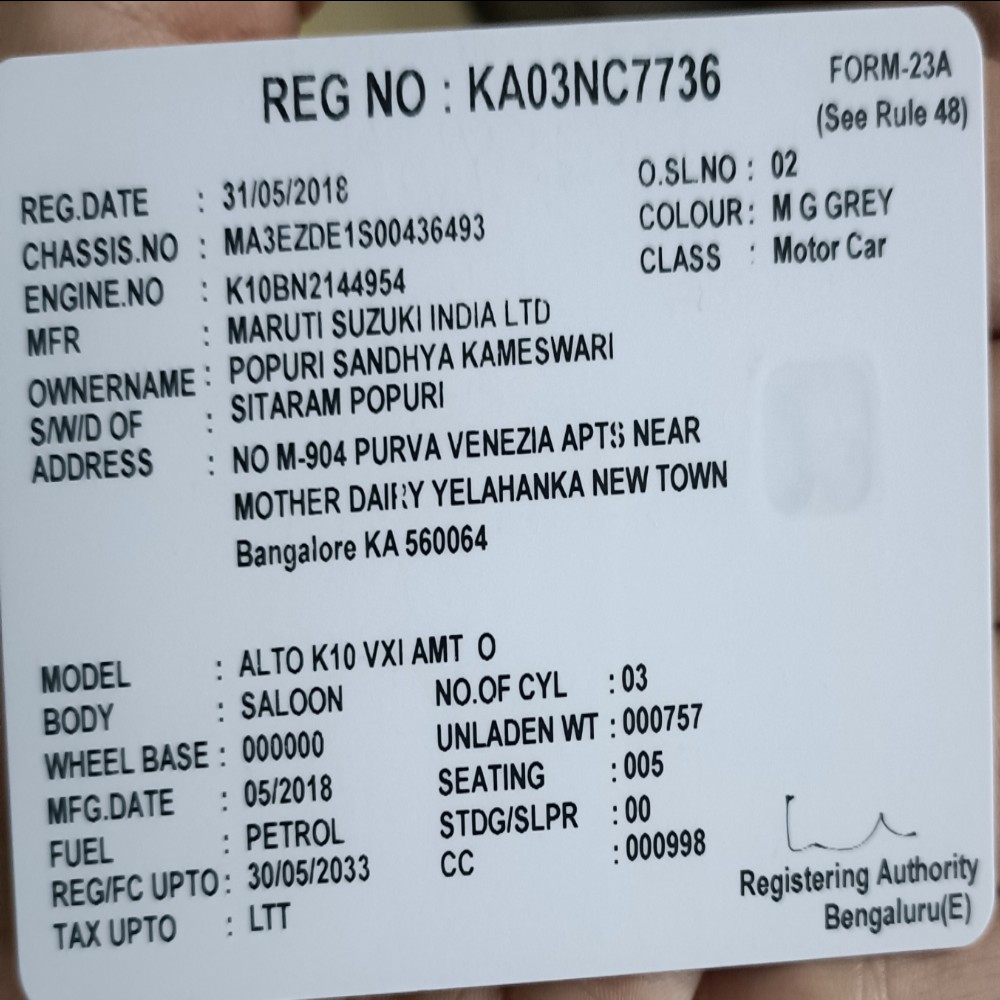 REG NO : KA03NC7736
FORM-23A
(See Rule 48)
REG.DATE : 31/05/2018
O.SL.NO : 02
CHASSIS.NO : MA3EZDE1S00436493
COLOUR : M G GREY
ENGINE.NO : K10BN2144954
CLASS : Motor Car
MFR : MARUTI SUZUKI INDIA LTD
OWNERNAME : POPURI SANDHYA KAMESWARI
S/W/D OF : SITARAM POPURI
ADDRESS : NO M-904 PURVA VENEZIA APTS NEAR
MOTHER DAIRY YELAHANKA NEW TOWN
Bangalore KA 560064
MODEL : ALTO K10 VXI AMT O
BODY : SALOON
NO.OF CYL : 03
WHEEL BASE : 000000
UNLADEN WT : 000757
MFG.DATE : 05/2018
SEATING : 005
FUEL : PETROL
STDG/SLPR : 00
REG/FC UPTO : 30/05/2033
CC : 000998
TAX UPTO : LTT
Registering Authority
Bengaluru(E)